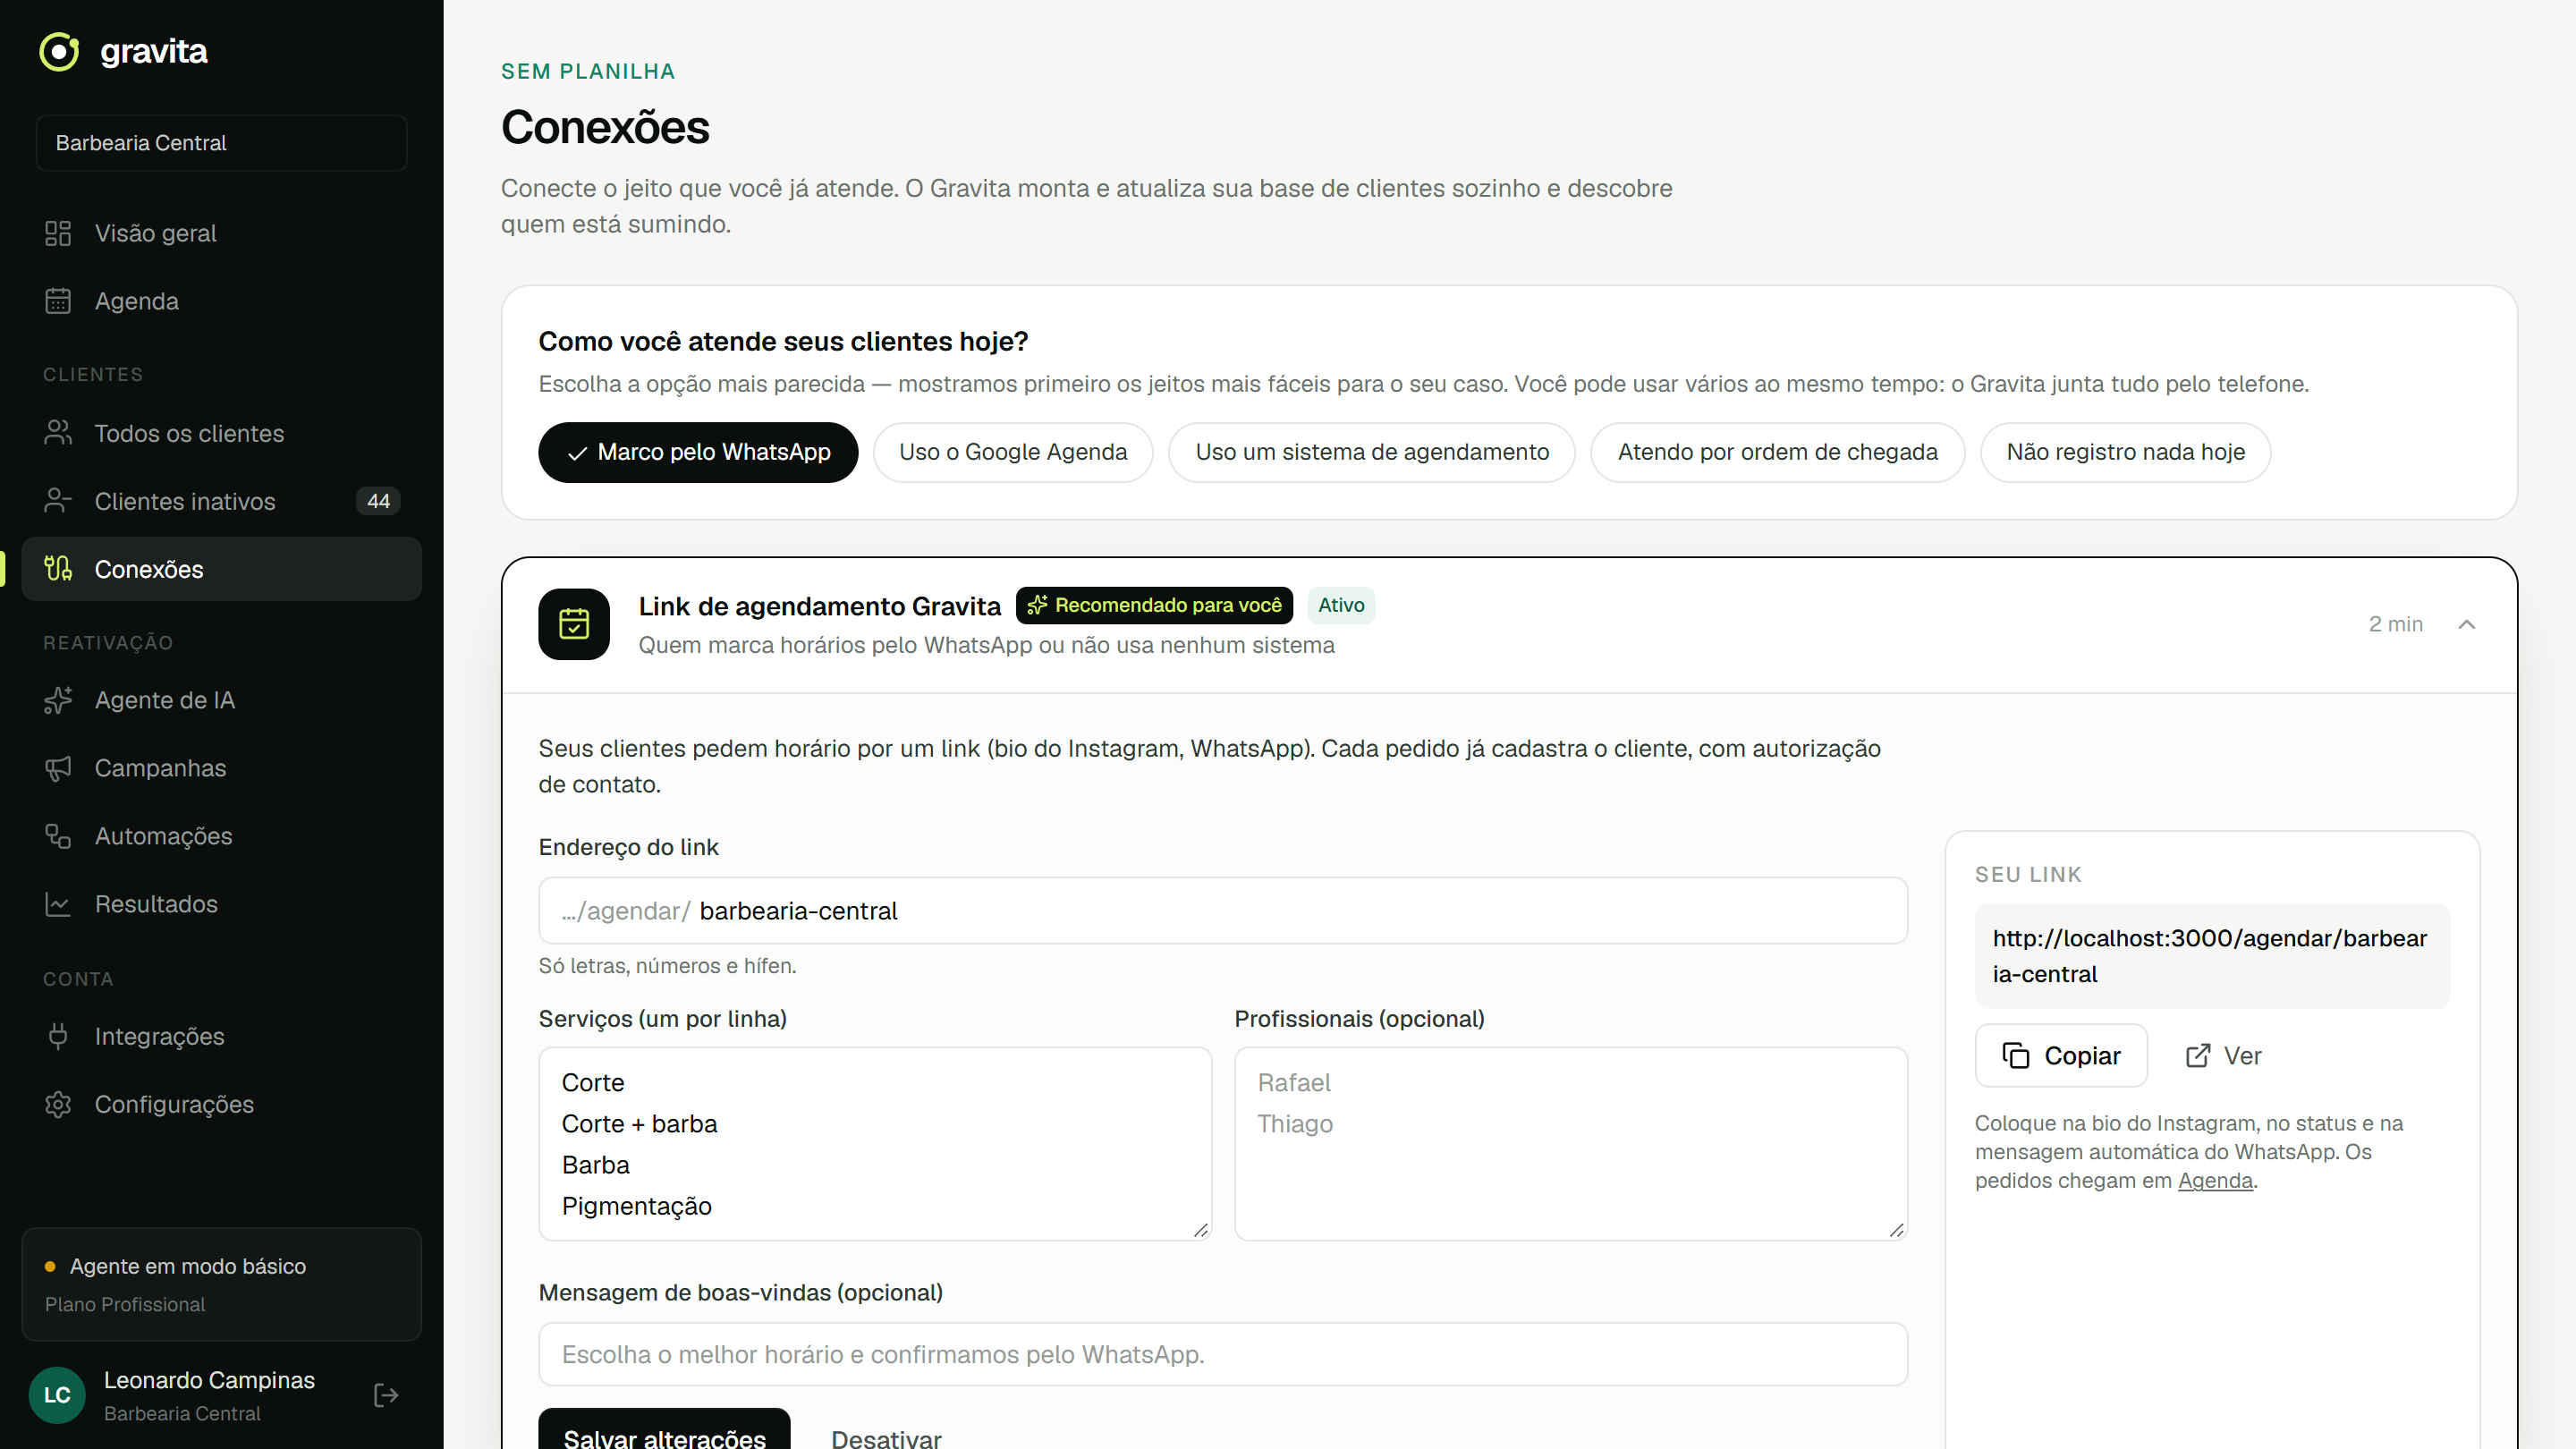 gravita
Barbearia Central
Visão geral
Agenda
CLIENTES
Todos os clientes
Clientes inativos 44
Conexões
REATIVAÇÃO
Agente de IA
Campanhas
Automações
Resultados
CONTA
Integrações
Configurações
Agente em modo básico
Plano Profissional
LC
Leonardo Campinas
Barbearia Central
SEM PLANILHA
Conexões
Conecte o jeito que você já atende. O Gravita monta e atualiza sua base de clientes sozinho e descobre
quem está sumindo.
Como você atende seus clientes hoje?
Escolha a opção mais parecida — mostramos primeiro os jeitos mais fáceis para o seu caso. Você pode usar vários ao mesmo tempo: o Gravita junta tudo pelo telefone.
Marco pelo WhatsApp Uso o Google Agenda Uso um sistema de agendamento Atendo por ordem de chegada Não registro nada hoje
Link de agendamento Gravita Recomendado para você Ativo
Quem marca horários pelo WhatsApp ou não usa nenhum sistema
2 min
Seus clientes pedem horário por um link (bio do Instagram, WhatsApp). Cada pedido já cadastra o cliente, com autorização
de contato.
Endereço do link
.../agendar/ barbearia-central
Só letras, números e hífen.
Serviços (um por linha)
Corte
Corte + barba
Barba
Pigmentação
Profissionais (opcional)
Rafael
Thiago
Mensagem de boas-vindas (opcional)
Escolha o melhor horário e confirmamos pelo WhatsApp.
Salvar alterações Desativar
SEU LINK
http://localhost:3000/agendar/barbear
ia-central
Copiar Ver
Coloque na bio do Instagram, no status e na
mensagem automática do WhatsApp. Os
pedidos chegam em Agenda.